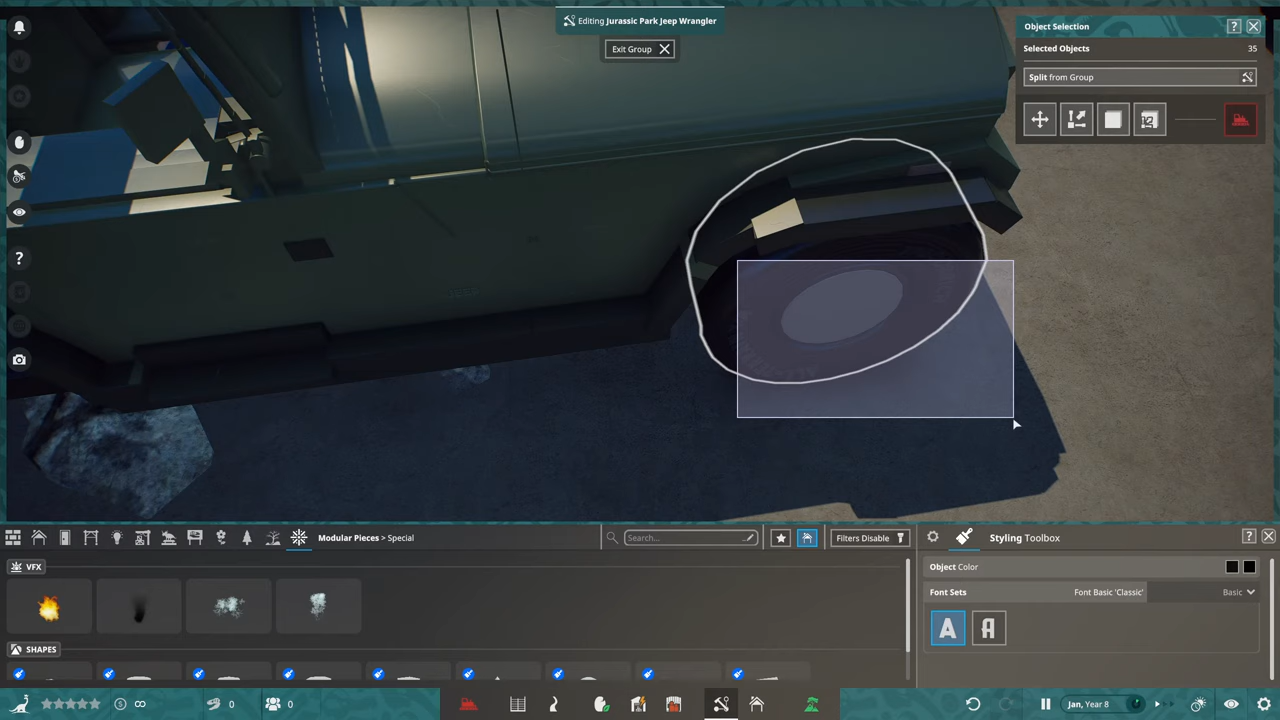 Editing Jurassic Park Jeep Wrangler
Exit Group
Object Selection
?
Selected Objects 35
Split from Group
12
?
Modular Pieces > Special
Search...
Filters Disable
Styling Toolbox
?
VFX
Object Color
Font Sets Font Basic 'Classic' Basic
A Я
SHAPES
∞
0
0
Jan, Year 8